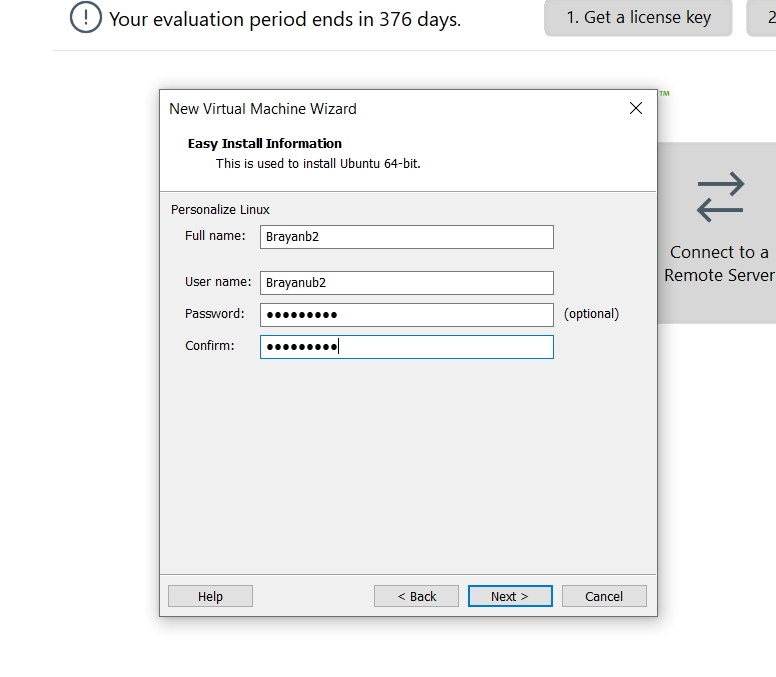 Your evaluation period ends in 376 days.
1. Get a license key
2
™
New Virtual Machine Wizard
Easy Install Information
This is used to install Ubuntu 64-bit.
Personalize Linux
Full name: Brayanb2
User name: Brayanub2
Password: ●●●●●●●●● (optional)
Confirm: ●●●●●●●●●
Connect to a
Remote Server
Help
< Back
Next >
Cancel